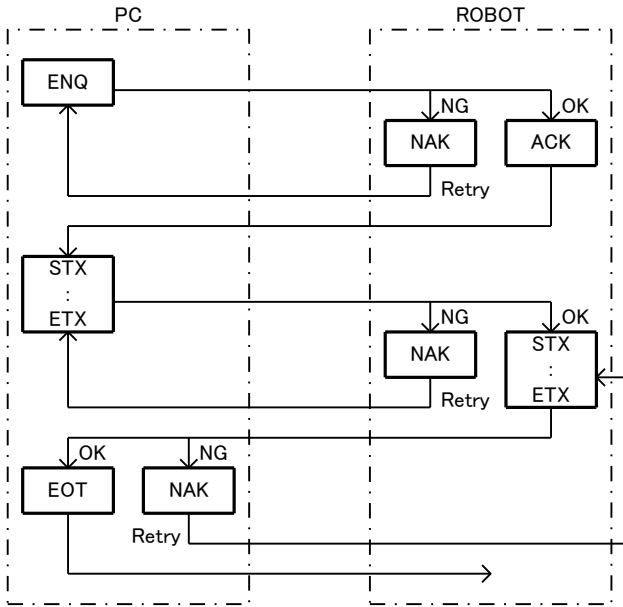 PC
ROBOT
ENQ
NG
OK
NAK
ACK
Retry
STX
:
ETX
NG
OK
NAK
STX
:
ETX
Retry
OK
NG
EOT
NAK
Retry